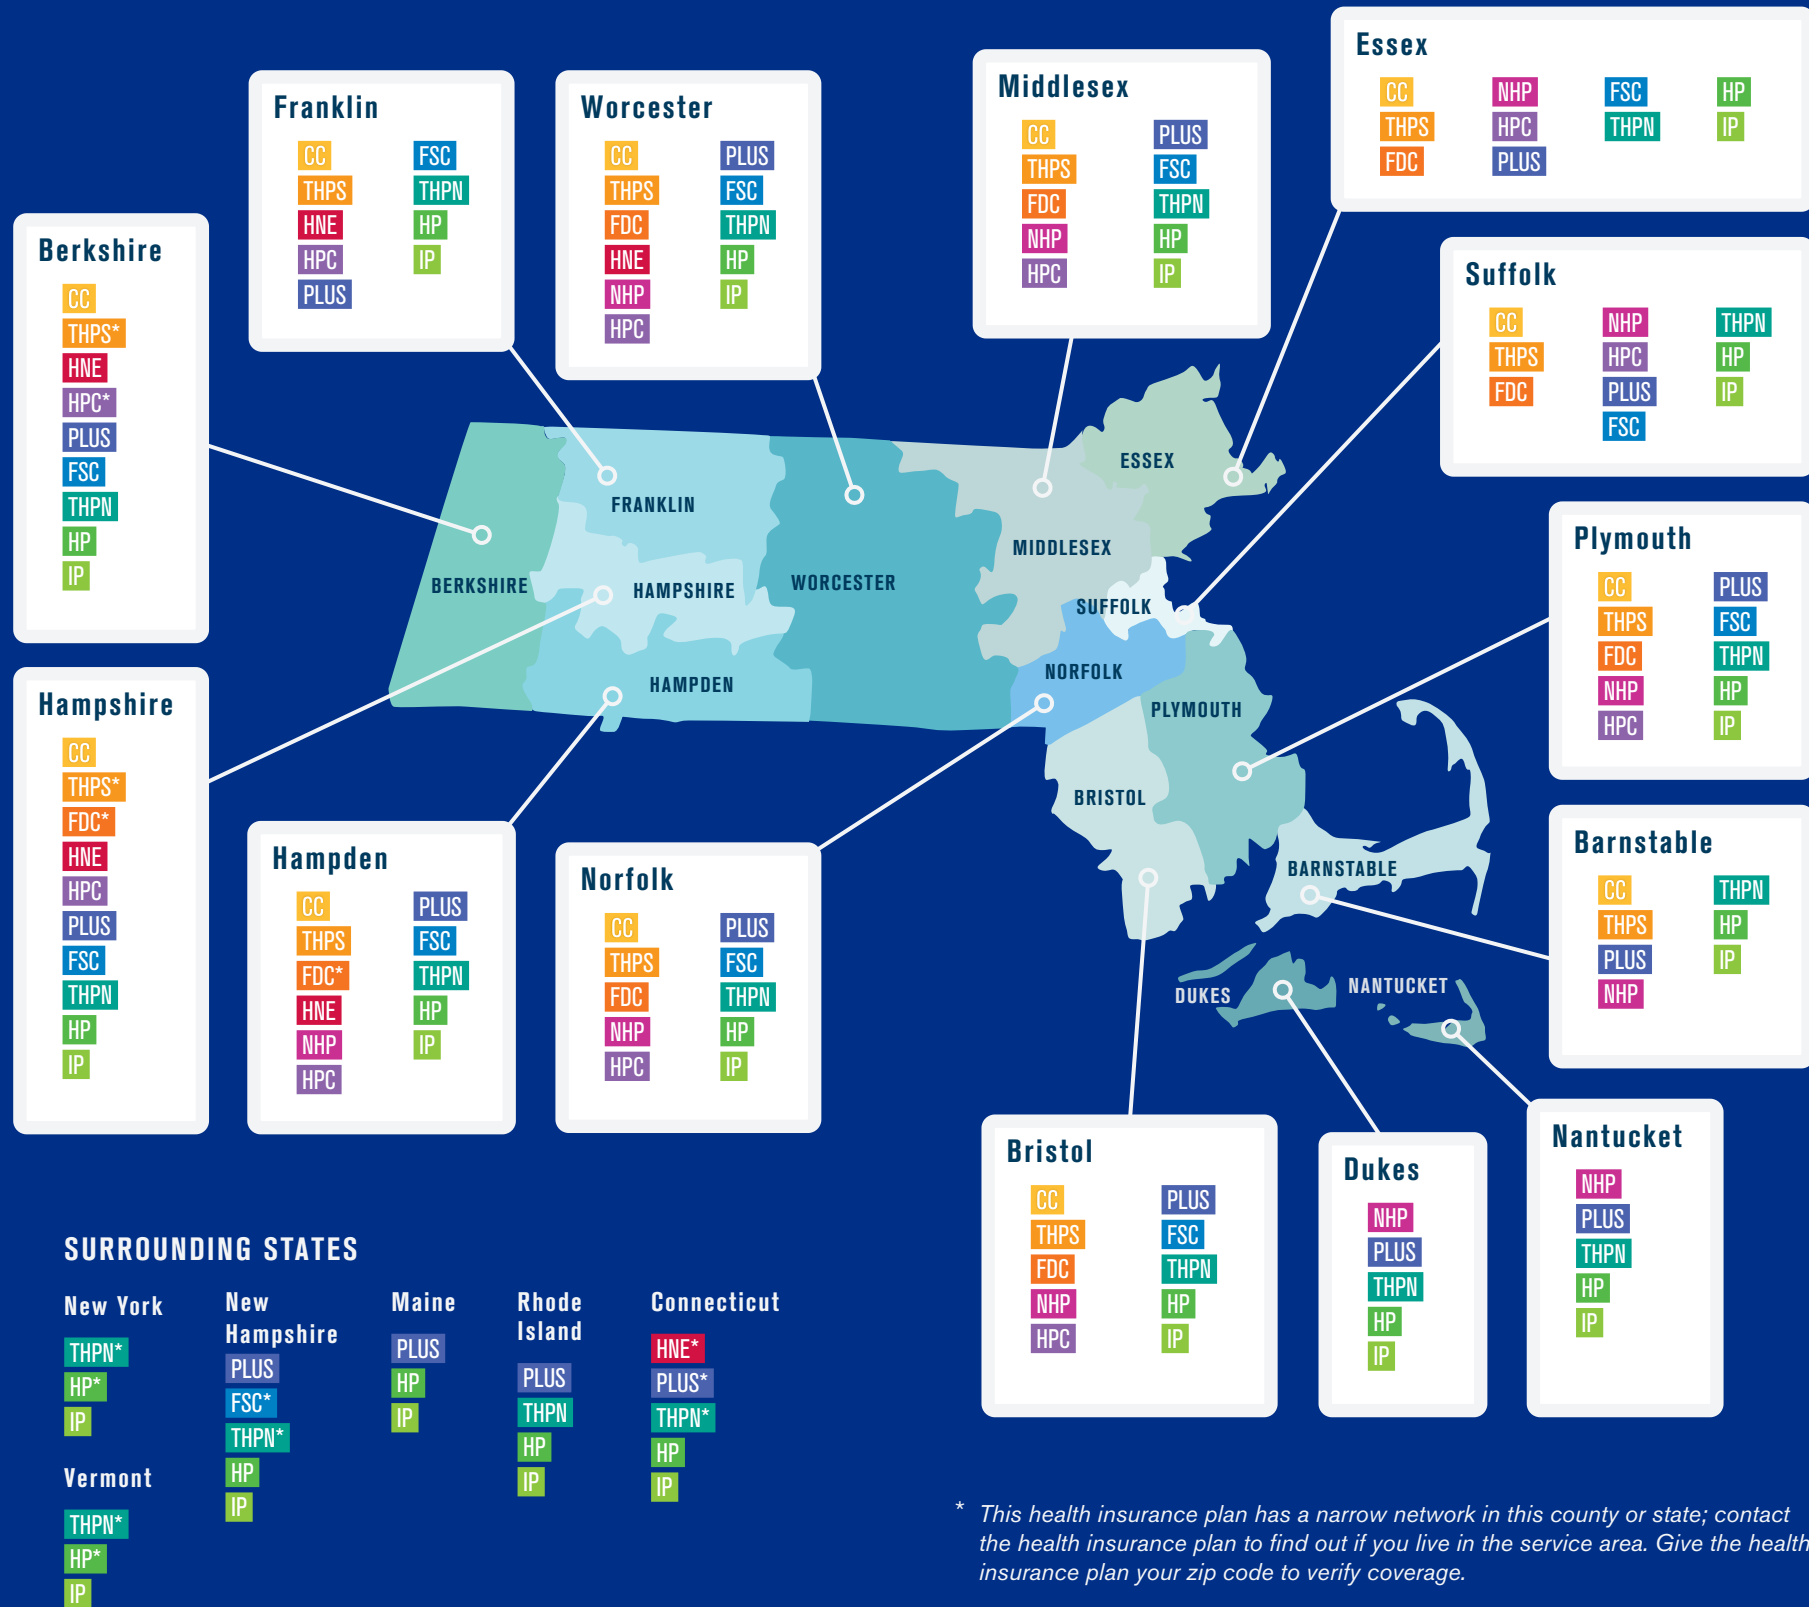 Essex
CC NHP FSC HP
THPS HPC THPN IP
FDC PLUS
Middlesex
CC PLUS
THPS FSC
FDC THPN
NHP HP
HPC IP
Franklin
CC FSC
THPS THPN
HNE HP
HPC IP
PLUS
Worcester
CC PLUS
THPS FSC
FDC THPN
HNE HP
NHP IP
HPC
Berkshire
CC
THPS*
HNE
HPC*
PLUS
FSC
THPN
HP
IP
Suffolk
CC NHP THPN
THPS HPC HP
FDC PLUS IP
FSC
ESSEX
FRANKLIN
MIDDLESEX
BERKSHIRE
HAMPSHIRE
WORCESTER
SUFFOLK
NORFOLK
HAMPDEN
PLYMOUTH
BRISTOL
BARNSTABLE
DUKES
NANTUCKET
Plymouth
CC PLUS
THPS FSC
FDC THPN
NHP HP
HPC IP
Hampshire
CC
THPS*
FDC*
HNE
HPC
PLUS
FSC
THPN
HP
IP
Hampden
CC PLUS
THPS FSC
FDC* THPN
HNE HP
NHP IP
HPC
Norfolk
CC PLUS
THPS FSC
FDC THPN
NHP HP
HPC IP
Barnstable
CC THPN
THPS HP
PLUS IP
NHP
Bristol
CC PLUS
THPS FSC
FDC THPN
NHP HP
HPC IP
Dukes
NHP
PLUS
THPN
HP
IP
Nantucket
NHP
PLUS
THPN
HP
IP
SURROUNDING STATES
New York
THPN*
HP*
IP
Vermont
THPN*
HP*
IP
New
Hampshire
PLUS
FSC*
THPN*
HP
IP
Maine
PLUS
HP
IP
Rhode
Island
PLUS
THPN
HP
IP
Connecticut
HNE*
PLUS*
THPN*
HP
IP
* This health insurance plan has a narrow network in this county or state; contact
the health insurance plan to find out if you live in the service area. Give the health
insurance plan your zip code to verify coverage.